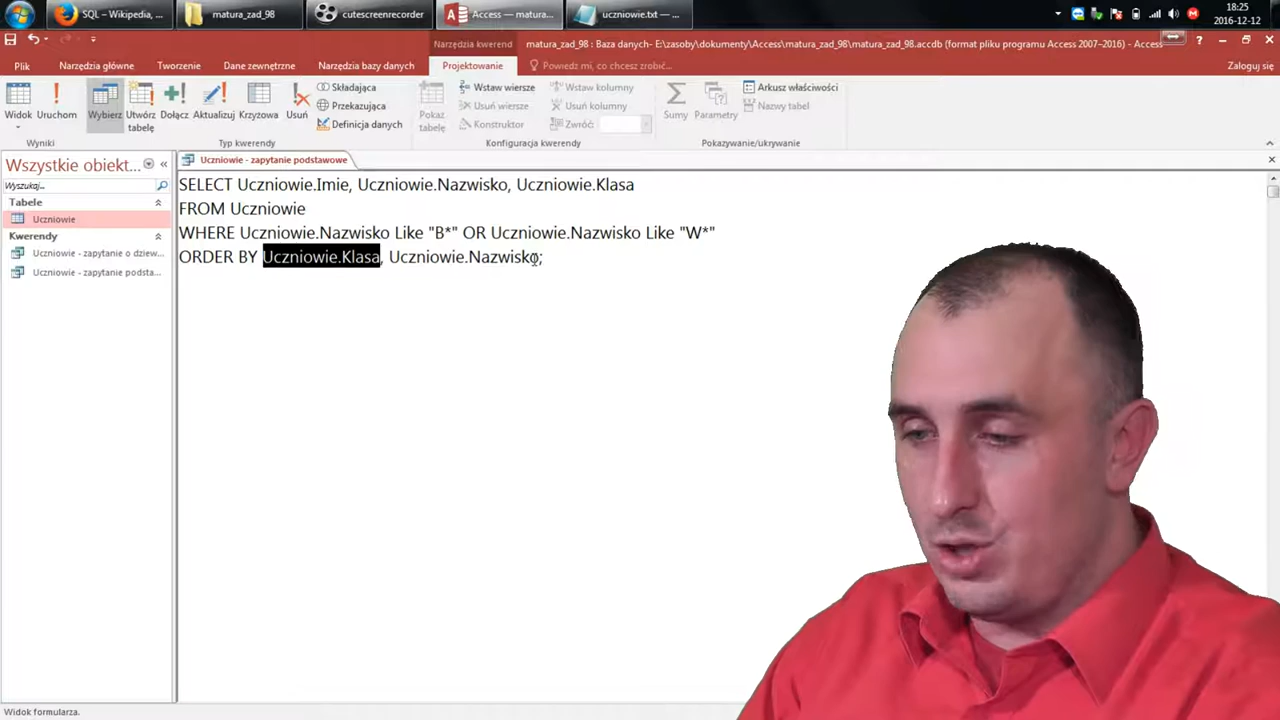 SQL – Wikipedia, ...
matura_zad_98
cutescreenrecorder
Access — matura...
uczniowie.txt — ...
18:25
2016-12-12
Narzędzia kwerend
matura_zad_98 : Baza danych- E:\zasoby\dokumenty\Access\matura_zad_98\matura_zad_98.accdb (format pliku programu Access 2007–2016) - Access
Plik
Narzędzia główne
Tworzenie
Dane zewnętrzne
Narzędzia bazy danych
Projektowanie
Powiedz mi, co chcesz zrobić...
Zaloguj się
Widok
Uruchom
Wybierz
Utwórz tabelę
Dołącz
Aktualizuj
Krzyżowa
Usuń
Składająca
Przekazująca
Definicja danych
Pokaż tabelę
Wstaw wiersze
Usuń wiersze
Konstruktor
Wstaw kolumny
Usuń kolumny
Zwróć:
Sumy
Parametry
Arkusz właściwości
Nazwy tabel
Wyniki
Typ kwerendy
Konfiguracja kwerendy
Pokazywanie/ukrywanie
Wszystkie obiekt...
Wyszukaj...
Tabele
Uczniowie
Kwerendy
Uczniowie - zapytanie o dziew...
Uczniowie - zapytanie podsta...
Uczniowie - zapytanie podstawowe
SELECT Uczniowie.Imie, Uczniowie.Nazwisko, Uczniowie.Klasa
FROM Uczniowie
WHERE Uczniowie.Nazwisko Like "B*" OR Uczniowie.Nazwisko Like "W*"
ORDER BY Uczniowie.Klasa, Uczniowie.Nazwisko;
Widok formularza.